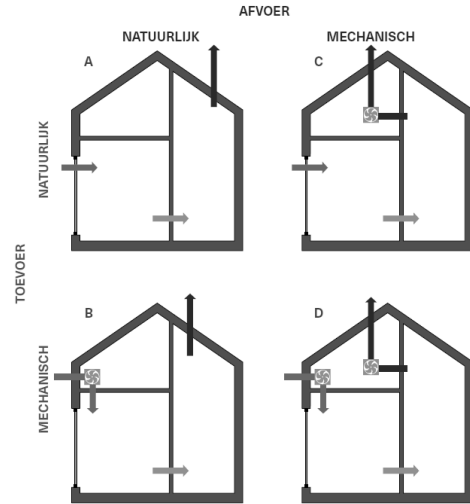 AFVOER
NATUURLIJK
MECHANISCH
A
C
NATUURLIJK
TOEVOER
B
D
MECHANISCH